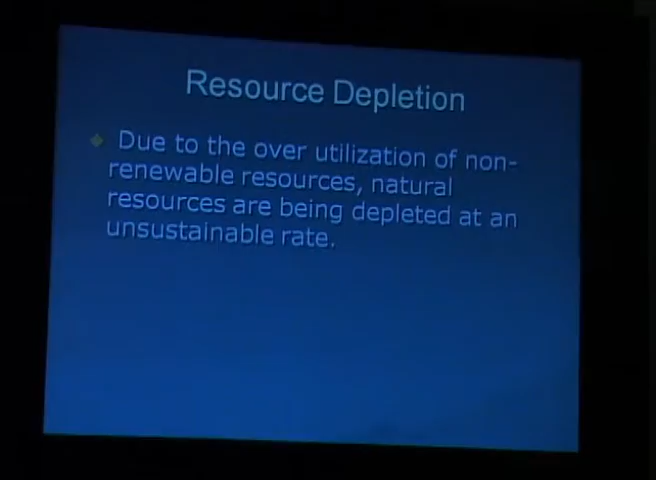 Resource Depletion
Due to the over utilization of non-
renewable resources, natural
resources are being depleted at an
unsustainable rate.